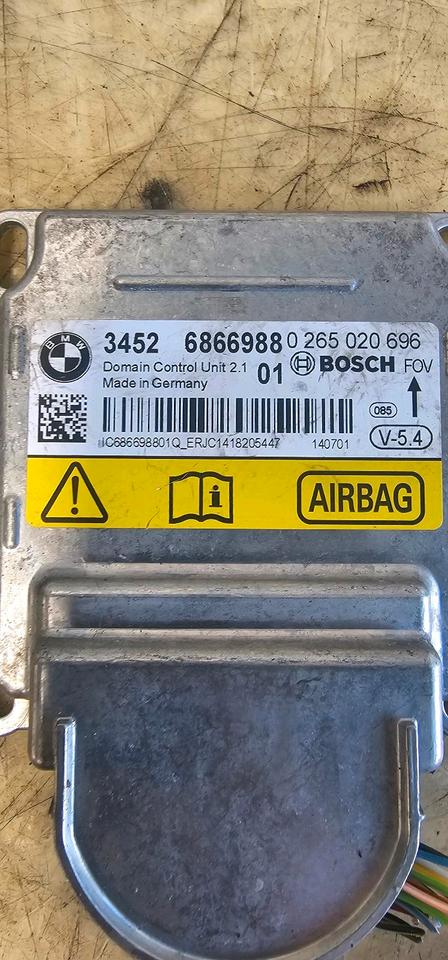 BMW
3452 6866988 0 265 020 696
Domain Control Unit 2.1 01 BOSCH FOV
Made in Germany
085
V-5.4
IC686698801Q_ERJC1418205447 140701
AIRBAG